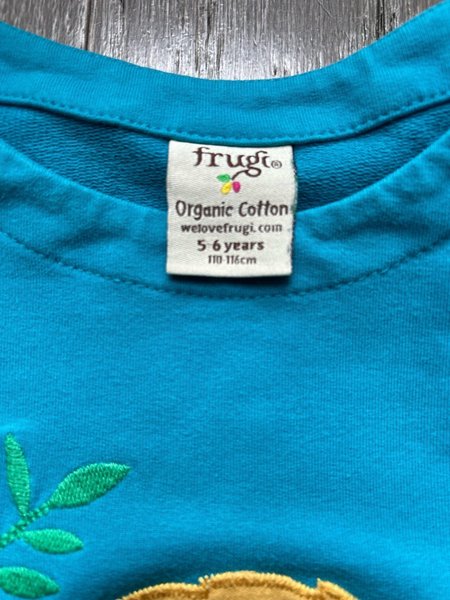 frugi®
Organic Cotton
welovefrugi.com
5-6 years
110-116cm